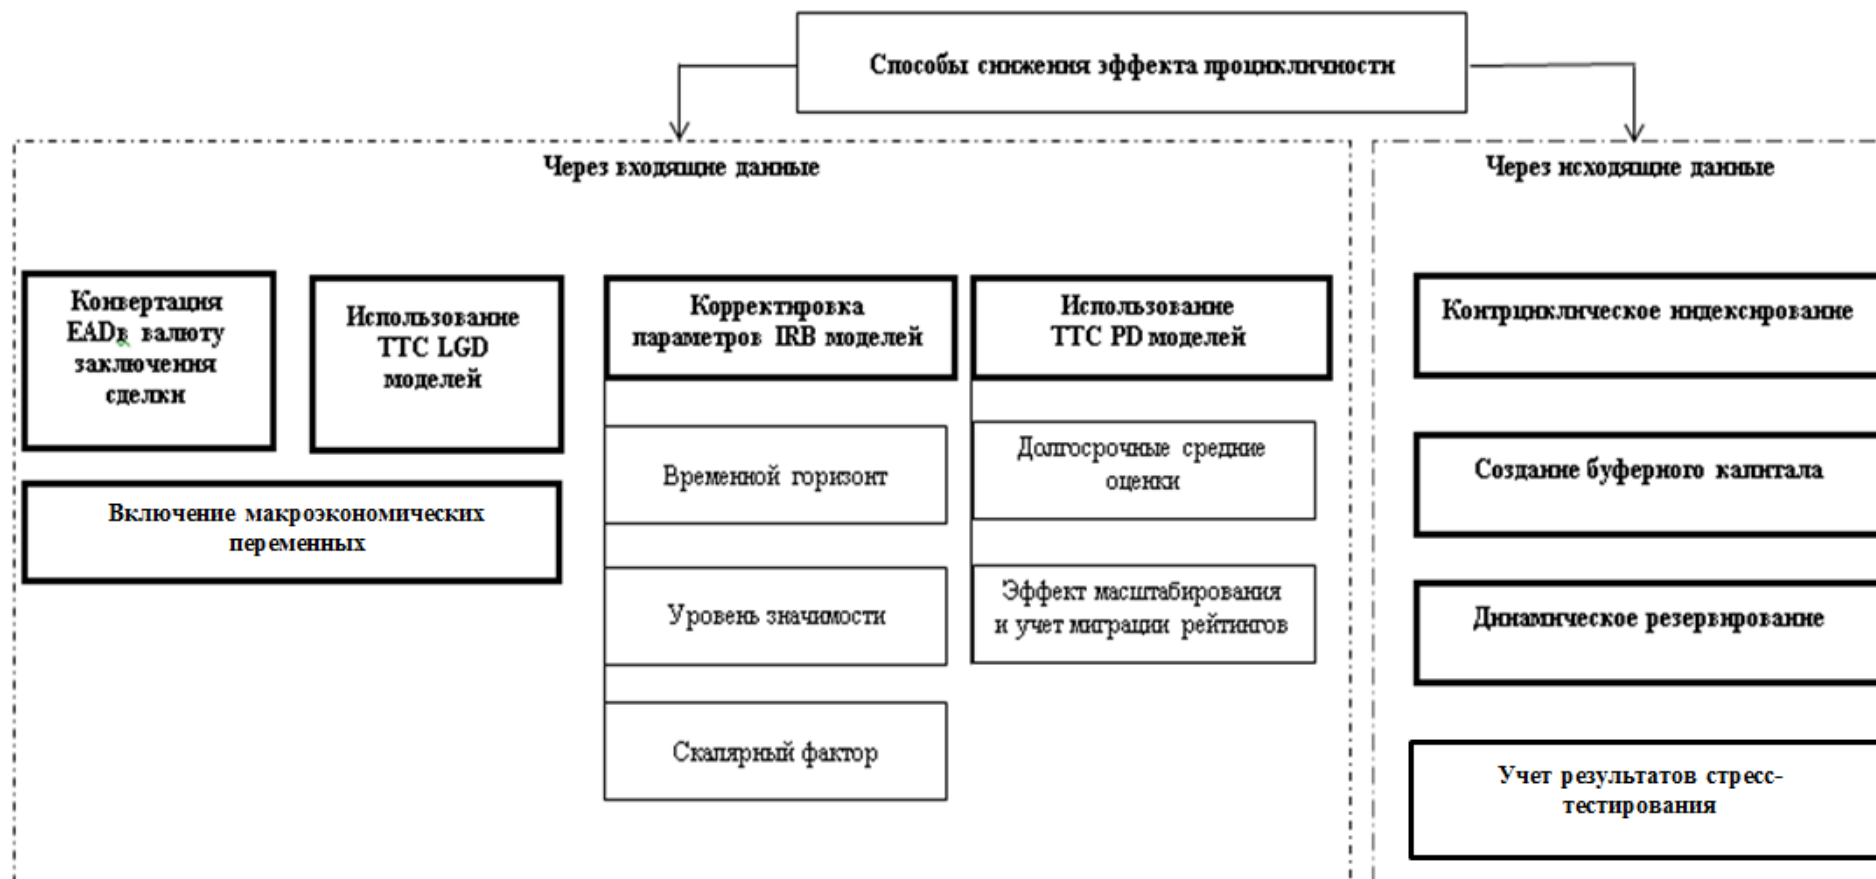 Способы снижения эффекта процикличности
Через входящие данные
Через исходящие данные
Конвертация
EADв валюту
заключения
сделки
Использование
TTC LGD
моделей
Включение макроэкономических
переменных
Корректировка
параметров IRB моделей
Временной горизонт
Уровень значимости
Скалярный фактор
Использование
TTC PD моделей
Долгосрочные средние
оценки
Эффект масштабирования
и учет миграции рейтингов
Контрциклическое индексирование
Создание буферного капитала
Динамическое резервирование
Учет результатов стресс-
тестирования